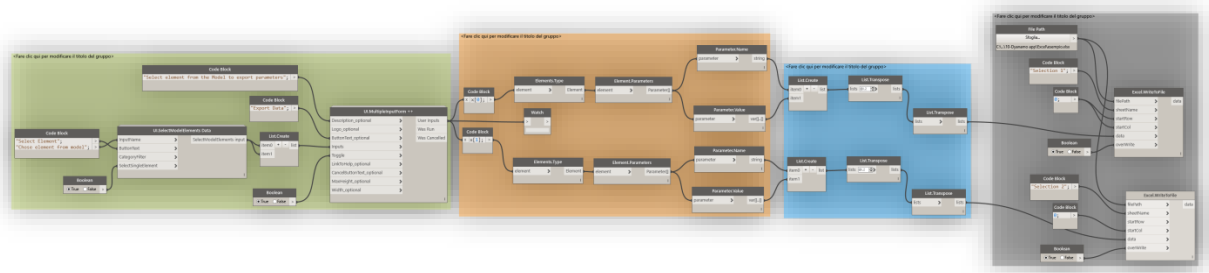 <Fare clic qui per modificare il titolo del gruppo>
Code Block
"Select element from the Model to export parameters";
Code Block
"Export Data";
Code Block
"Select Element";
"Chose element from model";
UI.SelectModelElements Data
InputName
ButtonText
CategoryFilter
SelectSingleElement
SelectModelElements input
Boolean
True False
List.Create
item0 + - list
item1
Boolean
True False
UI.MultipleInputForm ++
Description_optional
Logo_optional
ButtonText_optional
Inputs
Toggle
LinkToHelp_optional
CancelButtonText_optional
MaxHeight_optional
Width_optional
User Inputs
Was Run
Was Cancelled
<Fare clic qui per modificare il titolo del gruppo>
Code Block
Code Block
Watch
Elements.Type
element Element
Element.Parameters
element Parameter[]
Parameter.Name
parameter string
Parameter.Value
parameter var[]..[]
Elements.Type
element Element
Element.Parameters
element Parameter[]
Parameter.Name
parameter string
Parameter.Value
parameter var[]..[]
<Fare clic qui per modificare il titolo del gruppo>
List.Create
item0 + - list
item1
List.Transpose
lists
List.Transpose
lists lists
List.Create
item0 + - list
item1
List.Transpose
lists
List.Transpose
lists lists
<Fare clic qui per modificare il titolo del gruppo>
File Path
Sfoglia...
Code Block
Code Block
0;
Boolean
True False
Excel.WriteToFile
filePath data
sheetName
startRow
startCol
data
overWrite
Code Block
Code Block
0;
Boolean
True False
Excel.WriteToFile
filePath data
sheetName
startRow
startCol
data
overWrite